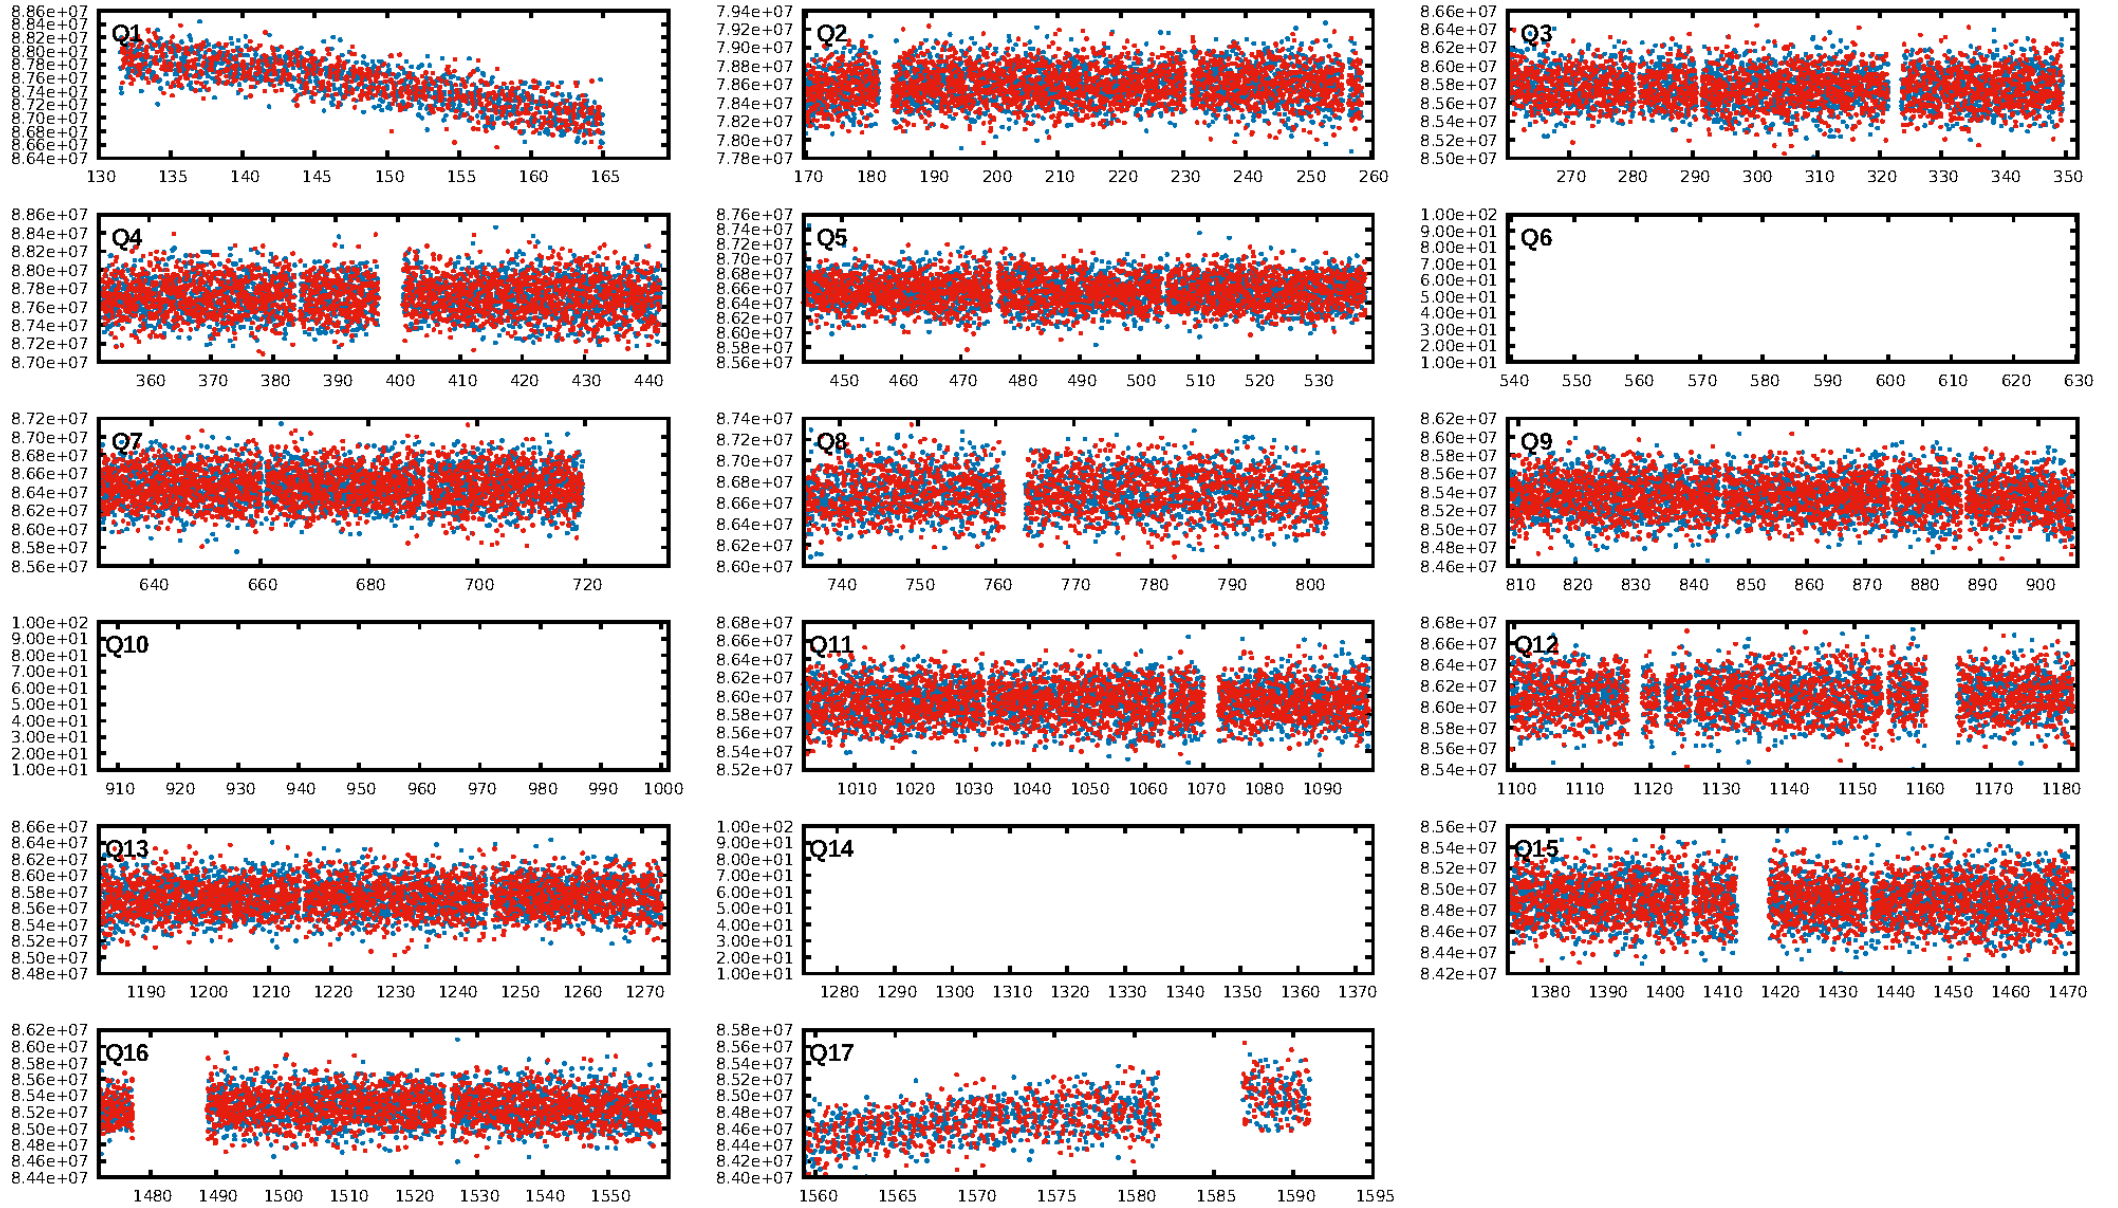 8.86e+07
8.84e+07
8.82e+07
8.80e+07
8.78e+07
8.76e+07
8.74e+07
8.72e+07
8.70e+07
8.68e+07
8.66e+07
8.64e+07
Q1
130 135 140 145 150 155 160 165
7.94e+07
7.92e+07
7.90e+07
7.88e+07
7.86e+07
7.84e+07
7.82e+07
7.80e+07
7.78e+07
Q2
170 180 190 200 210 220 230 240 250 260
8.66e+07
8.64e+07
8.62e+07
8.60e+07
8.58e+07
8.56e+07
8.54e+07
8.52e+07
8.50e+07
Q3
270 280 290 300 310 320 330 340 350
8.86e+07
8.84e+07
8.82e+07
8.80e+07
8.78e+07
8.76e+07
8.74e+07
8.72e+07
8.70e+07
Q4
360 370 380 390 400 410 420 430 440
8.76e+07
8.74e+07
8.72e+07
8.70e+07
8.68e+07
8.66e+07
8.64e+07
8.62e+07
8.60e+07
8.58e+07
8.56e+07
Q5
450 460 470 480 490 500 510 520 530
1.00e+02
9.00e+01
8.00e+01
7.00e+01
6.00e+01
5.00e+01
4.00e+01
3.00e+01
2.00e+01
1.00e+01
Q6
540 550 560 570 580 590 600 610 620 630
8.72e+07
8.70e+07
8.68e+07
8.66e+07
8.64e+07
8.62e+07
8.60e+07
8.58e+07
8.56e+07
Q7
640 660 680 700 720
8.74e+07
8.72e+07
8.70e+07
8.68e+07
8.66e+07
8.64e+07
8.62e+07
8.60e+07
Q8
740 750 760 770 780 790 800
8.62e+07
8.60e+07
8.58e+07
8.56e+07
8.54e+07
8.52e+07
8.50e+07
8.48e+07
8.46e+07
Q9
810 820 830 840 850 860 870 880 890 900
1.00e+02
9.00e+01
8.00e+01
7.00e+01
6.00e+01
5.00e+01
4.00e+01
3.00e+01
2.00e+01
1.00e+01
Q10
910 920 930 940 950 960 970 980 990 1000
8.68e+07
8.66e+07
8.64e+07
8.62e+07
8.60e+07
8.58e+07
8.56e+07
8.54e+07
8.52e+07
Q11
1010 1020 1030 1040 1050 1060 1070 1080 1090
8.68e+07
8.66e+07
8.64e+07
8.62e+07
8.60e+07
8.58e+07
8.56e+07
8.54e+07
Q12
1100 1110 1120 1130 1140 1150 1160 1170 1180
8.66e+07
8.64e+07
8.62e+07
8.60e+07
8.58e+07
8.56e+07
8.54e+07
8.52e+07
8.50e+07
8.48e+07
Q13
1190 1200 1210 1220 1230 1240 1250 1260 1270
1.00e+02
9.00e+01
8.00e+01
7.00e+01
6.00e+01
5.00e+01
4.00e+01
3.00e+01
2.00e+01
1.00e+01
Q14
1280 1290 1300 1310 1320 1330 1340 1350 1360 1370
8.56e+07
8.54e+07
8.52e+07
8.50e+07
8.48e+07
8.46e+07
8.44e+07
8.42e+07
Q15
1380 1390 1400 1410 1420 1430 1440 1450 1460 1470
8.62e+07
8.60e+07
8.58e+07
8.56e+07
8.54e+07
8.52e+07
8.50e+07
8.48e+07
8.46e+07
8.44e+07
Q16
1480 1490 1500 1510 1520 1530 1540 1550
8.58e+07
8.56e+07
8.54e+07
8.52e+07
8.50e+07
8.48e+07
8.46e+07
8.44e+07
8.42e+07
8.40e+07
Q17
1560 1565 1570 1575 1580 1585 1590 1595